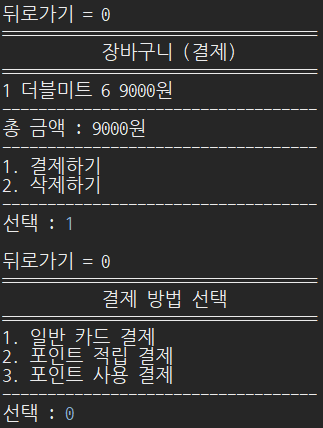 뒤로가기 = 0
===================================
장바구니 (결제)
===================================
1 더블미트 6 9000원
-----------------------------------
총 금액 : 9000원
-----------------------------------
1. 결제하기
2. 삭제하기
-----------------------------------
선택 : 1
뒤로가기 = 0
===================================
결제 방법 선택
===================================
1. 일반 카드 결제
2. 포인트 적립 결제
3. 포인트 사용 결제
-----------------------------------
선택 : 0